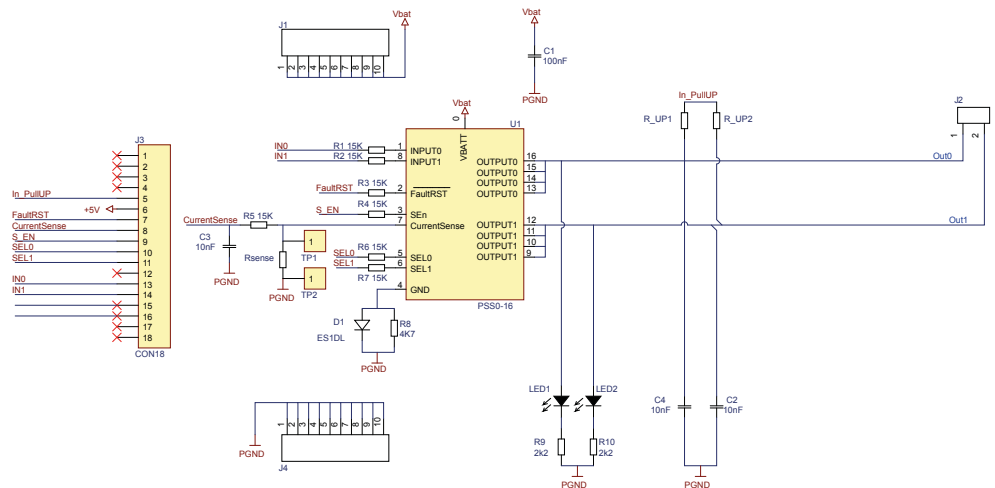 J1
1 2 3 4 5 6 7 8 9 10
Vbat
Vbat
C1
100nF
PGND
In_PullUP
R_UP1
R_UP2
J2
1
2
Out0
Out1
J3
1
2
3
4
In_PullUP 5
+5V 6
FaultRST 7
CurrentSense 8
S_EN 9
SEL0 10
SEL1 11
12
IN0 13
IN1 14
15
16
17
18
CON18
Vbat
0
U1
VBATT
IN0 R1 15K 1 INPUT0
IN1 R2 15K 8 INPUT1
FaultRST R3 15K 2 FaultRST
S_EN R4 15K 3 SEn
CurrentSense R5 15K 7 CurrentSense
SEL0 R6 15K 5 SEL0
SEL1 R7 15K 6 SEL1
4 GND
OUTPUT0 16
OUTPUT0 15
OUTPUT0 14
OUTPUT0 13
OUTPUT1 12
OUTPUT1 11
OUTPUT1 10
OUTPUT1 9
PSS0-16
C3
10nF
PGND
Rsense
PGND
1
TP1
1
TP2
D1
ES1DL
R8
4K7
PGND
LED1
LED2
R9
2k2
R10
2k2
PGND
C4
10nF
C2
10nF
PGND
1 2 3 4 5 6 7 8 9 10
PGND
J4